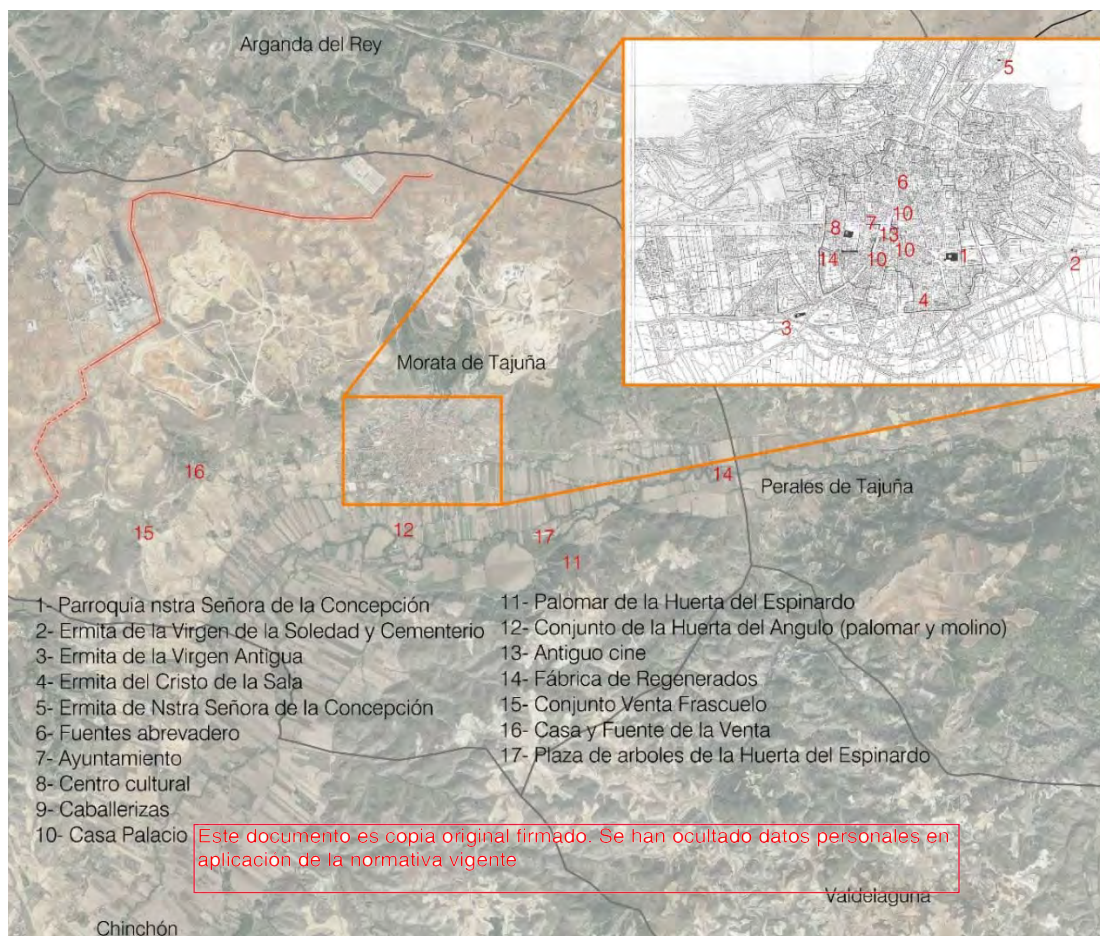 Arganda del Rey
5
6
10
8
7
13
10
14
10
1
2
4
3
Morata de Tajuña
16
14
Perales de Tajuña
15
12
17
11
1- Parroquia nstra Señora de la Concepción
2- Ermita de la Virgen de la Soledad y Cementerio
3- Ermita de la Virgen Antigua
4- Ermita del Cristo de la Sala
5- Ermita de Nstra Señora de la Concepción
6- Fuentes abrevadero
7- Ayuntamiento
8- Centro cultural
9- Caballerizas
10- Casa Palacio
11- Palomar de la Huerta del Espinardo
12- Conjunto de la Huerta del Angulo (palomar y molino)
13- Antiguo cine
14- Fábrica de Regenerados
15- Conjunto Venta Frascuelo
16- Casa y Fuente de la Venta
17- Plaza de arboles de la Huerta del Espinardo
Este documento es copia original firmado. Se han ocultado datos personales en
aplicación de la normativa vigente
Valdelaguna
Chinchón